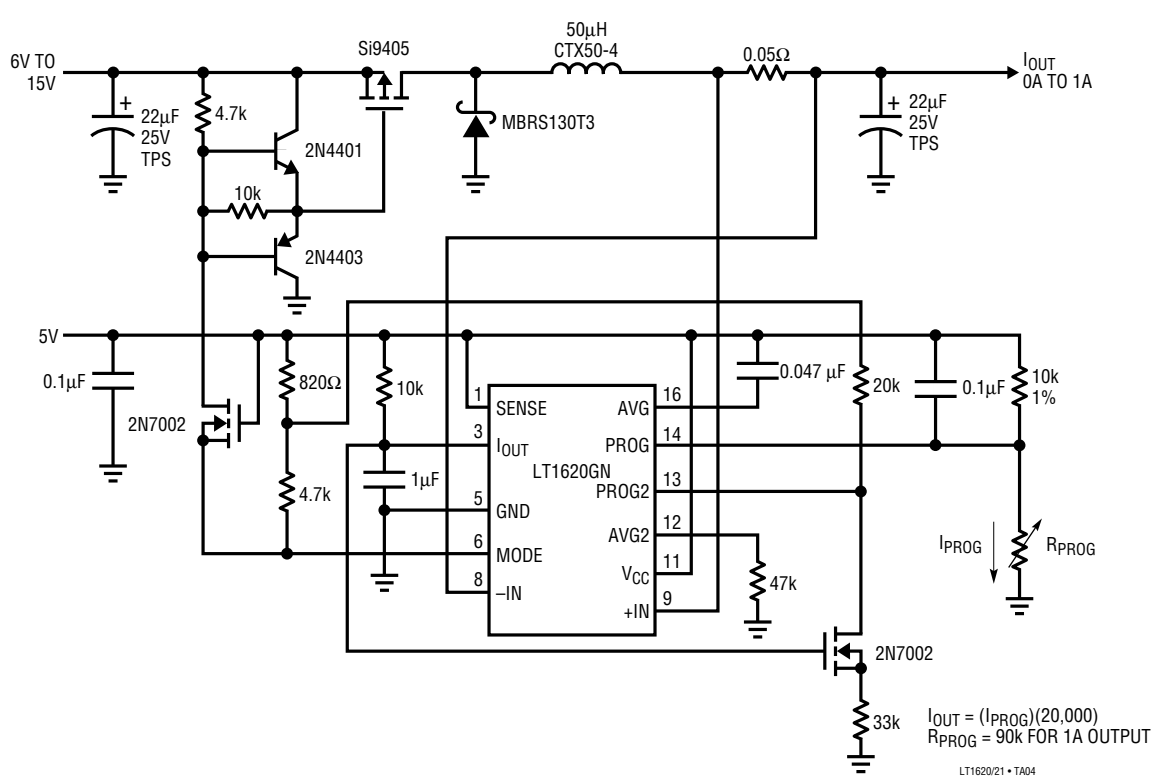 50µH
CTX50-4
Si9405
0.05Ω
6V TO
15V
IOUT
0A TO 1A
+
22µF
25V
TPS
4.7k
2N4401
MBRS130T3
+
22µF
25V
TPS
10k
2N4403
5V
0.1µF
820Ω
10k
0.047 µF
20k
0.1µF
10k
1%
2N7002
4.7k
1µF
1
SENSE
3
IOUT
5
GND
6
MODE
8
–IN
LT1620GN
16
AVG
14
PROG
13
PROG2
12
AVG2
11
VCC
9
+IN
47k
IPROG
RPROG
2N7002
33k
IOUT = (IPROG)(20,000)
RPROG = 90k FOR 1A OUTPUT
LT1620/21 • TA04